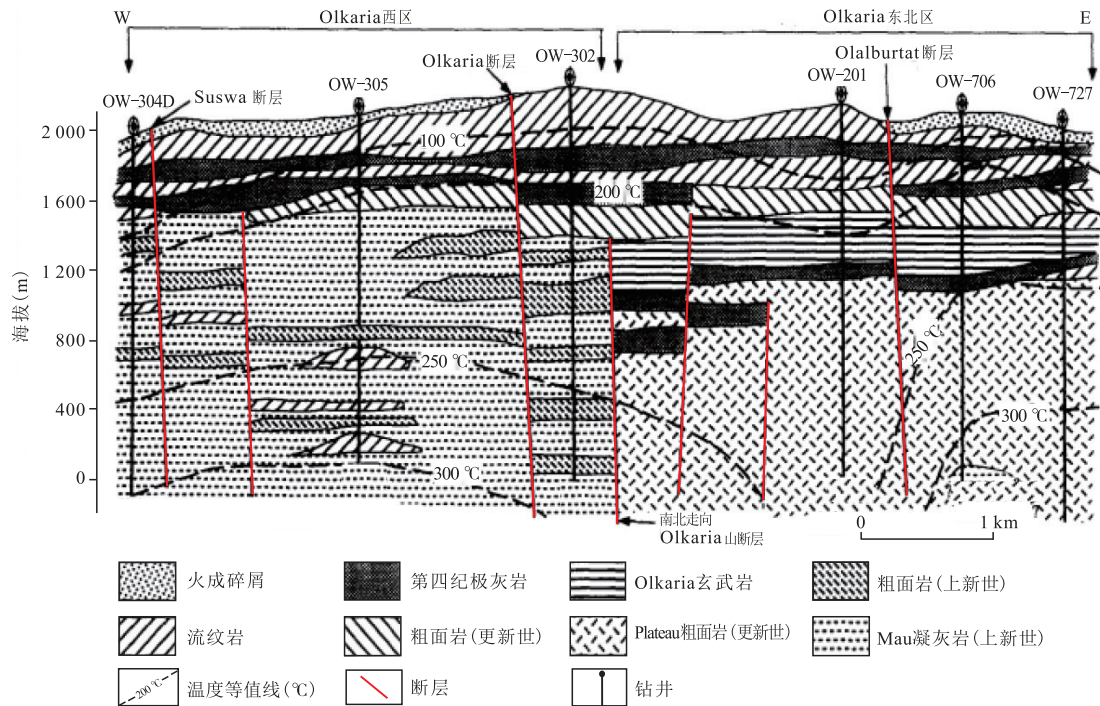 W
Olkaria西区
Olkaria东北区
E
OW-304D
Suswa 断层
OW-305
Olkaria断层
OW-302
OW-201
Olalburtat断层
OW-706
OW-727
2 000
1 600
1 200
800
400
0
海拔(m)
100 ℃
200 ℃
250 ℃
300 ℃
250 ℃
300 ℃
南北走向
Olkaria山断层
0
1 km
火成碎屑
第四纪极灰岩
Olkaria玄武岩
粗面岩(上新世)
流纹岩
粗面岩(更新世)
Plateau粗面岩(更新世)
Mau凝灰岩(上新世)
200 ℃
温度等值线(℃)
断层
钻井